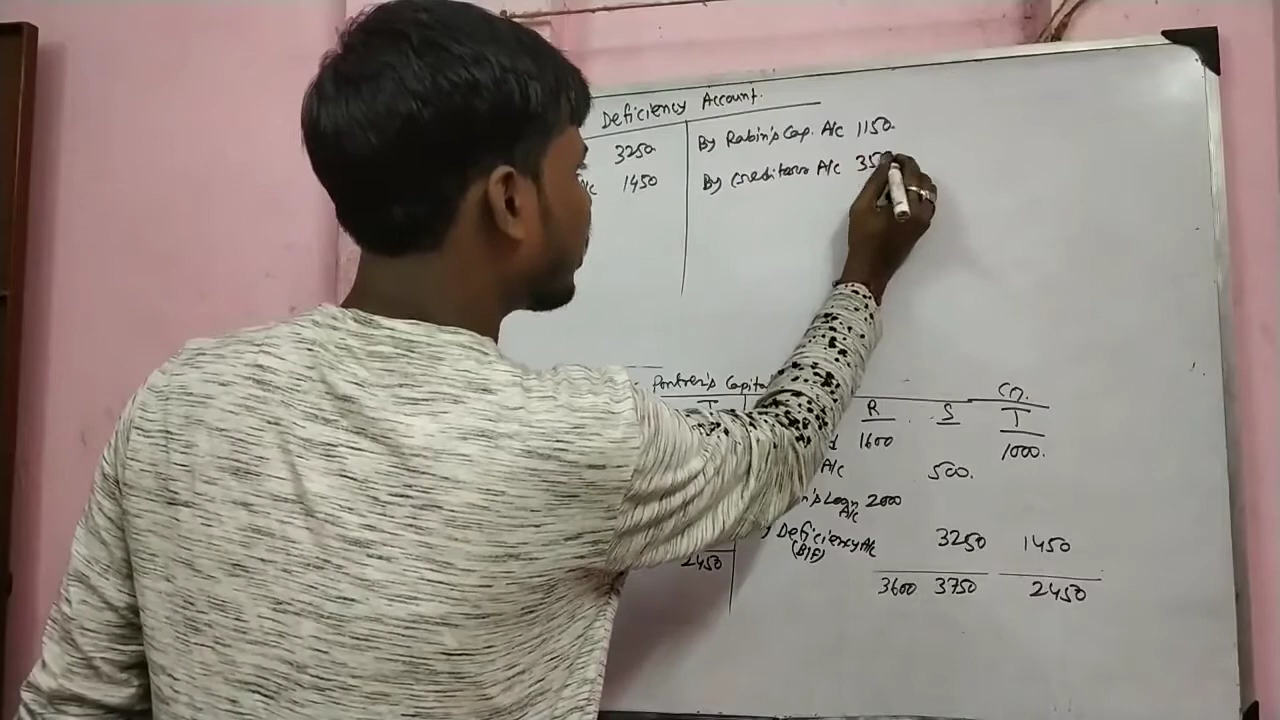 Deficiency Account.
3250. By Rabin's Cap. A/c 1150.
A/c 1450 By Creditors A/c
Partner's Capital Cr.
T R S T
1600 1000.
A/c 500.
Loan A/c 2000
Deficiency A/c (B/F) 3250 1450
2450 3600 3750 2450